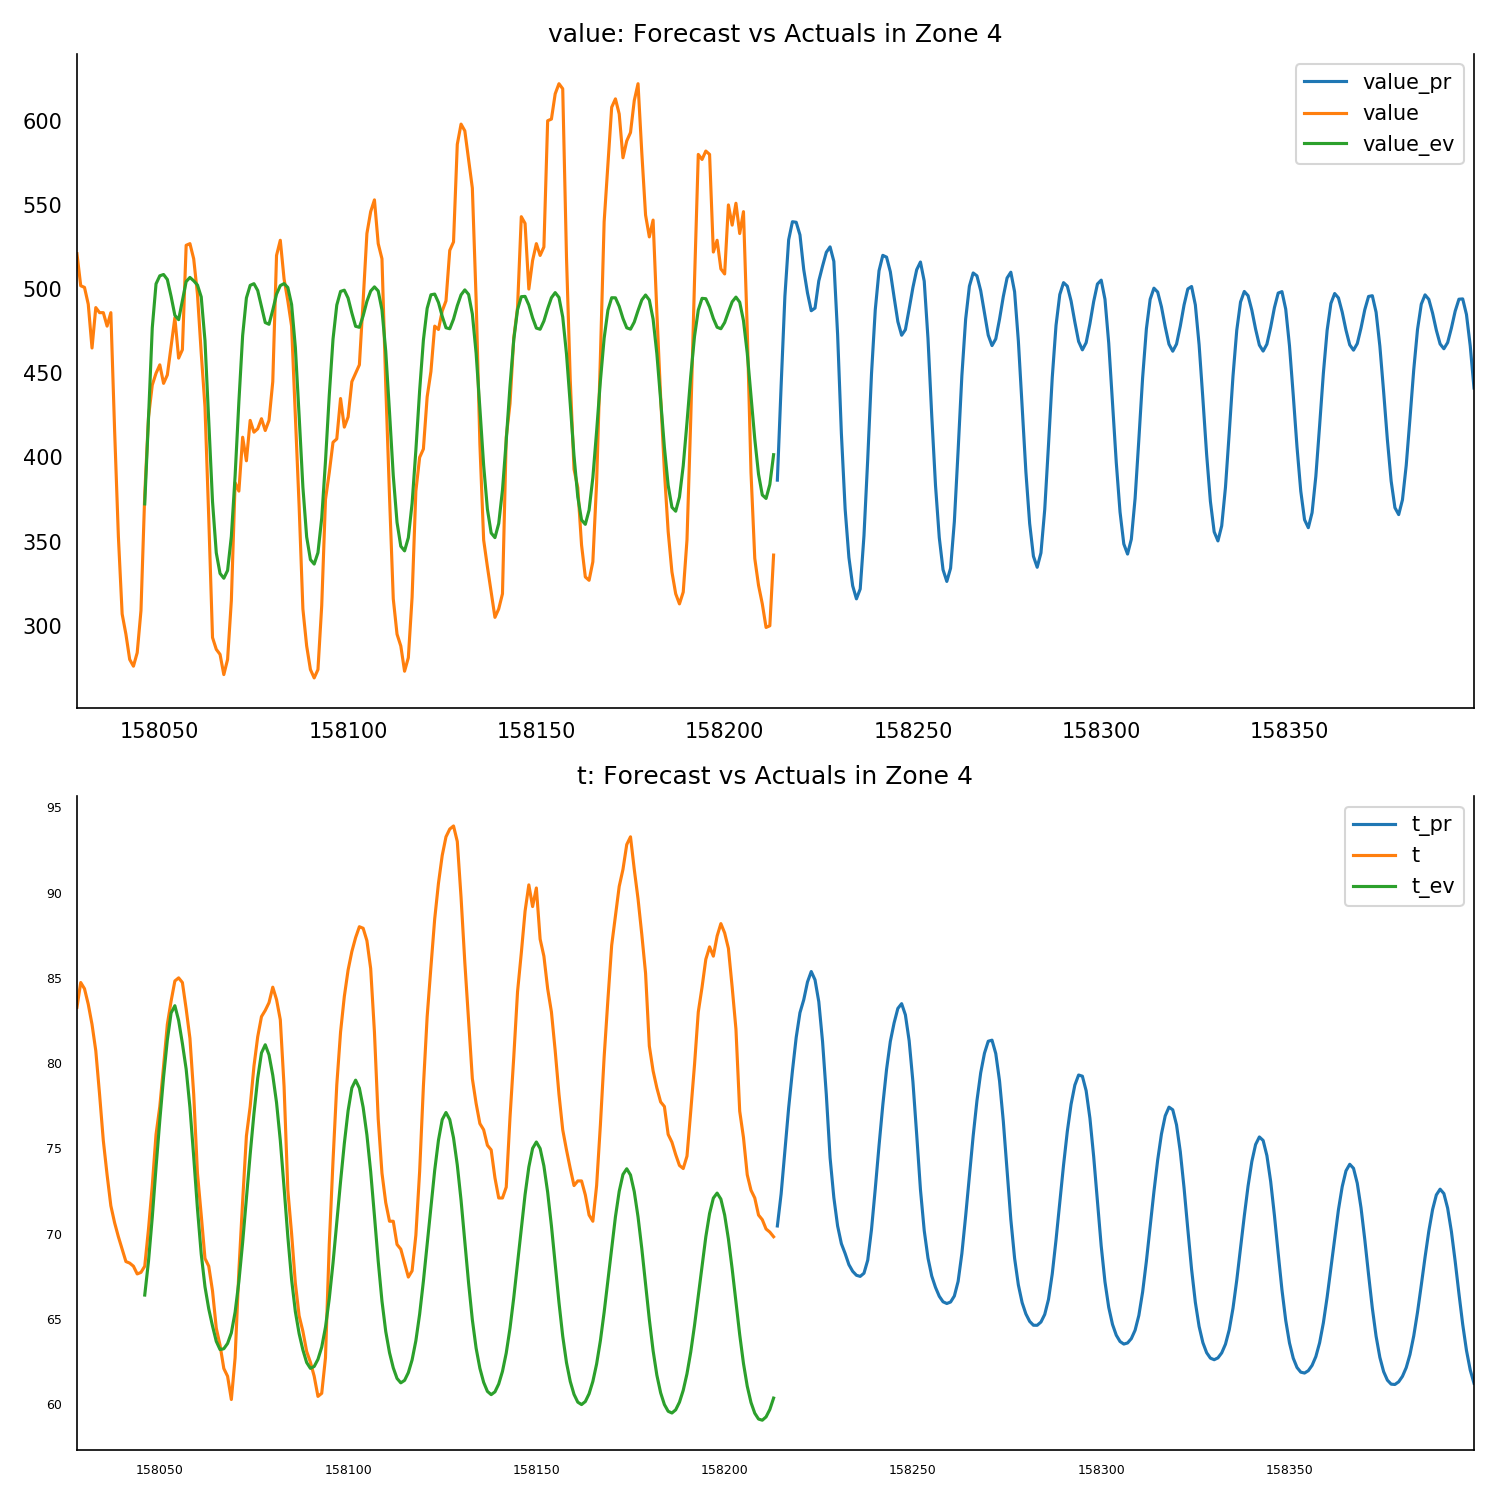 value: Forecast vs Actuals in Zone 4
value_pr
value
value_ev
600
550
500
450
400
350
300
158050 158100 158150 158200 158250 158300 158350
t: Forecast vs Actuals in Zone 4
t_pr
t
t_ev
95
90
85
80
75
70
65
60
158050 158100 158150 158200 158250 158300 158350